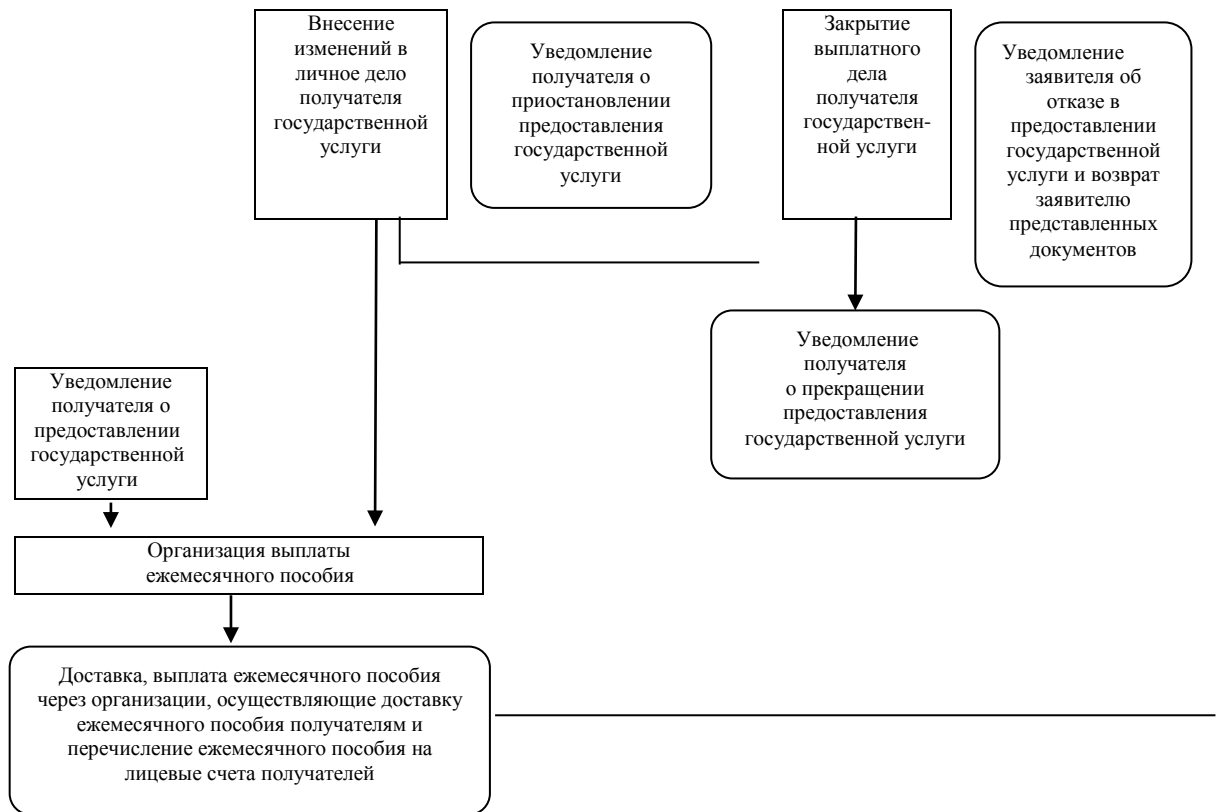 Внесение
изменений в
личное дело
получателя
государственной
услуги
Уведомление
получателя о
приостановлении
предоставления
государственной
услуги
Закрытие
выплатного
дела
получателя
государствен-
ной услуги
Уведомление
заявителя об
отказе в
предоставлении
государственной
услуги и возврат
заявителю
представленных
документов
Уведомление
получателя
о прекращении
предоставления
государственной услуги
Уведомление
получателя о
предоставлении
государственной
услуги
Организация выплаты
ежемесячного пособия
Доставка, выплата ежемесячного пособия
через организации, осуществляющие доставку
ежемесячного пособия получателям и
перечисление ежемесячного пособия на
лицевые счета получателей